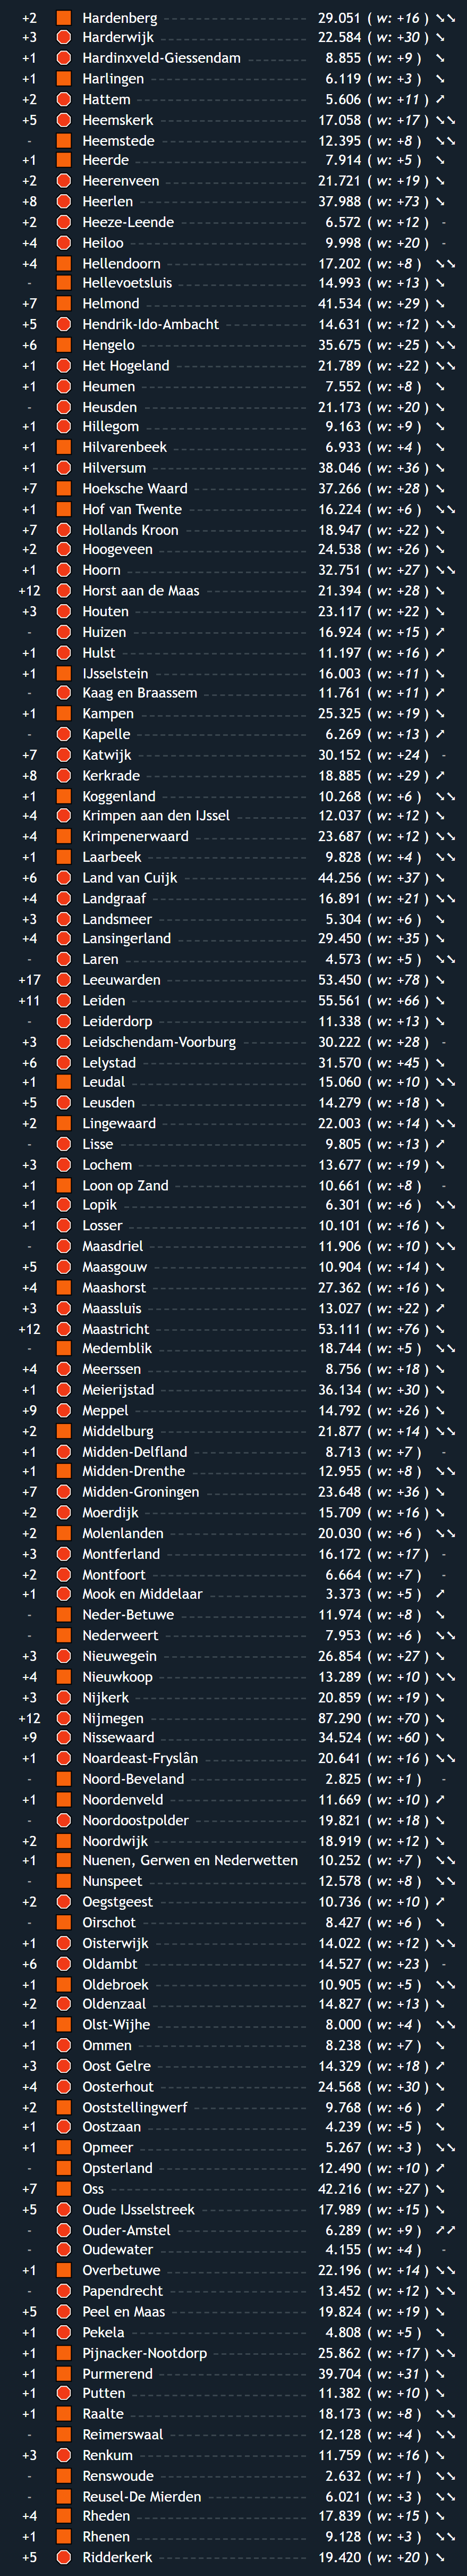 +2 Hardenberg 29.051 ( w: +16 ) ↘↘
+3 Harderwijk 22.584 ( w: +30 ) ↘
+1 Hardinxveld-Giessendam 8.855 ( w: +9 ) ↘
+1 Harlingen 6.119 ( w: +3 ) ↘
+2 Hattem 5.606 ( w: +11 ) ↗
+5 Heemskerk 17.058 ( w: +17 ) ↘↘
- Heemstede 12.395 ( w: +8 ) ↘↘
+1 Heerde 7.914 ( w: +5 ) ↘
+2 Heerenveen 21.721 ( w: +19 ) ↘
+8 Heerlen 37.988 ( w: +73 ) ↘
+2 Heeze-Leende 6.572 ( w: +12 ) -
+4 Heiloo 9.998 ( w: +20 ) -
+4 Hellendoorn 17.202 ( w: +8 ) ↘↘
- Hellevoetsluis 14.993 ( w: +13 ) ↘
+7 Helmond 41.534 ( w: +29 ) ↘
+5 Hendrik-Ido-Ambacht 14.631 ( w: +12 ) ↘↘
+6 Hengelo 35.675 ( w: +25 ) ↘↘
+1 Het Hogeland 21.789 ( w: +22 ) ↘↘
+1 Heumen 7.552 ( w: +8 ) ↘
- Heusden 21.173 ( w: +20 ) ↘
+1 Hillegom 9.163 ( w: +9 ) ↘
+1 Hilvarenbeek 6.933 ( w: +4 ) ↘
+1 Hilversum 38.046 ( w: +36 ) ↘
+7 Hoeksche Waard 37.266 ( w: +28 ) ↘
+1 Hof van Twente 16.224 ( w: +6 ) ↘↘
+7 Hollands Kroon 18.947 ( w: +22 ) ↘
+2 Hoogeveen 24.538 ( w: +26 ) ↘
+1 Hoorn 32.751 ( w: +27 ) ↘↘
+12 Horst aan de Maas 21.394 ( w: +28 ) ↘
+3 Houten 23.117 ( w: +22 ) ↘
- Huizen 16.924 ( w: +15 ) ↗
+1 Hulst 11.197 ( w: +16 ) ↗
+1 IJsselstein 16.003 ( w: +11 ) ↘
- Kaag en Braassem 11.761 ( w: +11 ) ↗
+1 Kampen 25.325 ( w: +19 ) ↘
- Kapelle 6.269 ( w: +13 ) ↗
+7 Katwijk 30.152 ( w: +24 ) -
+8 Kerkrade 18.885 ( w: +29 ) ↗
+1 Koggenland 10.268 ( w: +6 ) ↘↘
+4 Krimpen aan den IJssel 12.037 ( w: +12 ) ↘
+4 Krimpenerwaard 23.687 ( w: +12 ) ↘↘
+1 Laarbeek 9.828 ( w: +4 ) ↘↘
+6 Land van Cuijk 44.256 ( w: +37 ) ↘
+4 Landgraaf 16.891 ( w: +21 ) ↘↘
+3 Landsmeer 5.304 ( w: +6 ) ↘
+4 Lansingerland 29.450 ( w: +35 ) ↘
- Laren 4.573 ( w: +5 ) ↘↘
+17 Leeuwarden 53.450 ( w: +78 ) ↘
+11 Leiden 55.561 ( w: +66 ) ↘
- Leiderdorp 11.338 ( w: +13 ) ↘
+3 Leidschendam-Voorburg 30.222 ( w: +28 ) -
+6 Lelystad 31.570 ( w: +45 ) ↘
+1 Leudal 15.060 ( w: +10 ) ↘↘
+5 Leusden 14.279 ( w: +18 ) ↘
+2 Lingewaard 22.003 ( w: +14 ) ↘↘
- Lisse 9.805 ( w: +13 ) ↗
+3 Lochem 13.677 ( w: +19 ) ↘
+1 Loon op Zand 10.661 ( w: +8 ) -
+1 Lopik 6.301 ( w: +6 ) ↘↘
+1 Losser 10.101 ( w: +16 ) ↘
- Maasdriel 11.906 ( w: +10 ) ↘↘
+5 Maasgouw 10.904 ( w: +14 ) ↘
+4 Maashorst 27.362 ( w: +16 ) ↘
+3 Maassluis 13.027 ( w: +22 ) ↗
+12 Maastricht 53.111 ( w: +76 ) ↘
- Medemblik 18.744 ( w: +5 ) ↘↘
+4 Meerssen 8.756 ( w: +18 ) ↘
+1 Meierijstad 36.134 ( w: +30 ) ↘
+9 Meppel 14.792 ( w: +26 ) ↘
+2 Middelburg 21.877 ( w: +14 ) ↘↘
+1 Midden-Delfland 8.713 ( w: +7 ) -
+1 Midden-Drenthe 12.955 ( w: +8 ) ↘↘
+7 Midden-Groningen 23.648 ( w: +36 ) ↘
+2 Moerdijk 15.709 ( w: +16 ) ↘
+2 Molenlanden 20.030 ( w: +6 ) ↘↘
+3 Montferland 16.172 ( w: +17 ) -
+2 Montfoort 6.664 ( w: +7 ) -
+1 Mook en Middelaar 3.373 ( w: +5 ) ↗
- Neder-Betuwe 11.974 ( w: +8 ) ↘
- Nederweert 7.953 ( w: +6 ) ↘↘
+3 Nieuwegein 26.854 ( w: +27 ) ↘
+4 Nieuwkoop 13.289 ( w: +10 ) ↘↘
+3 Nijkerk 20.859 ( w: +19 ) ↘
+12 Nijmegen 87.290 ( w: +70 ) ↘
+9 Nissewaard 34.524 ( w: +60 ) ↘
+1 Noardeast-Fryslân 20.641 ( w: +16 ) ↘↘
- Noord-Beveland 2.825 ( w: +1 ) -
+1 Noordenveld 11.669 ( w: +10 ) ↗
- Noordoostpolder 19.821 ( w: +18 ) ↘
+2 Noordwijk 18.919 ( w: +12 ) ↘
+1 Nuenen, Gerwen en Nederwetten 10.252 ( w: +7 ) ↘↘
- Nunspeet 12.578 ( w: +8 ) ↘↘
+2 Oegstgeest 10.736 ( w: +10 ) ↗
- Oirschot 8.427 ( w: +6 ) ↘
+1 Oisterwijk 14.022 ( w: +12 ) ↘↘
+6 Oldambt 14.527 ( w: +23 ) -
+1 Oldebroek 10.905 ( w: +5 ) ↘↘
+2 Oldenzaal 14.827 ( w: +13 ) ↘
+1 Olst-Wijhe 8.000 ( w: +4 ) ↘↘
+1 Ommen 8.238 ( w: +7 ) ↘
+3 Oost Gelre 14.329 ( w: +18 ) ↗
+4 Oosterhout 24.568 ( w: +30 ) ↘
+2 Ooststellingwerf 9.768 ( w: +6 ) ↗
+1 Oostzaan 4.239 ( w: +5 ) ↘
+1 Opmeer 5.267 ( w: +3 ) ↘↘
- Opsterland 12.490 ( w: +10 ) ↗
+7 Oss 42.216 ( w: +27 ) ↘
+5 Oude IJsselstreek 17.989 ( w: +15 ) ↘
- Ouder-Amstel 6.289 ( w: +9 ) ↗↗
- Oudewater 4.155 ( w: +4 ) -
+1 Overbetuwe 22.196 ( w: +14 ) ↘↘
- Papendrecht 13.452 ( w: +12 ) ↘↘
+5 Peel en Maas 19.824 ( w: +19 ) ↘
+1 Pekela 4.808 ( w: +5 ) ↘
+1 Pijnacker-Nootdorp 25.862 ( w: +17 ) ↘↘
+1 Purmerend 39.704 ( w: +31 ) ↘
+1 Putten 11.382 ( w: +10 ) ↘
+1 Raalte 18.173 ( w: +8 ) ↘↘
- Reimerswaal 12.128 ( w: +4 ) ↘↘
+3 Renkum 11.759 ( w: +16 ) ↘
- Renswoude 2.632 ( w: +1 ) ↘↘
- Reusel-De Mierden 6.021 ( w: +3 ) ↘↘
+4 Rheden 17.839 ( w: +15 ) ↘
+1 Rhenen 9.128 ( w: +3 ) ↘↘
+5 Ridderkerk 19.420 ( w: +20 ) ↘